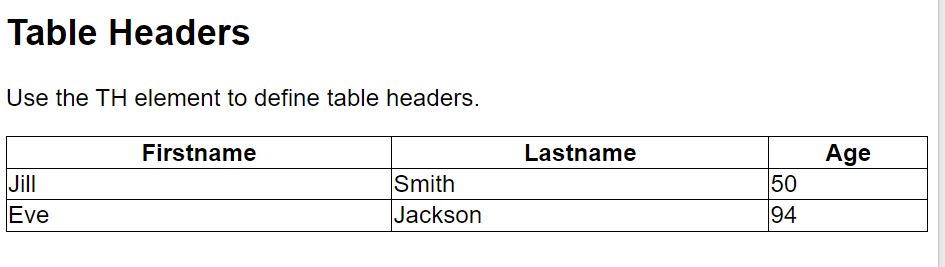 Table Headers
Use the TH element to define table headers.
Firstname Lastname Age
Jill Smith 50
Eve Jackson 94